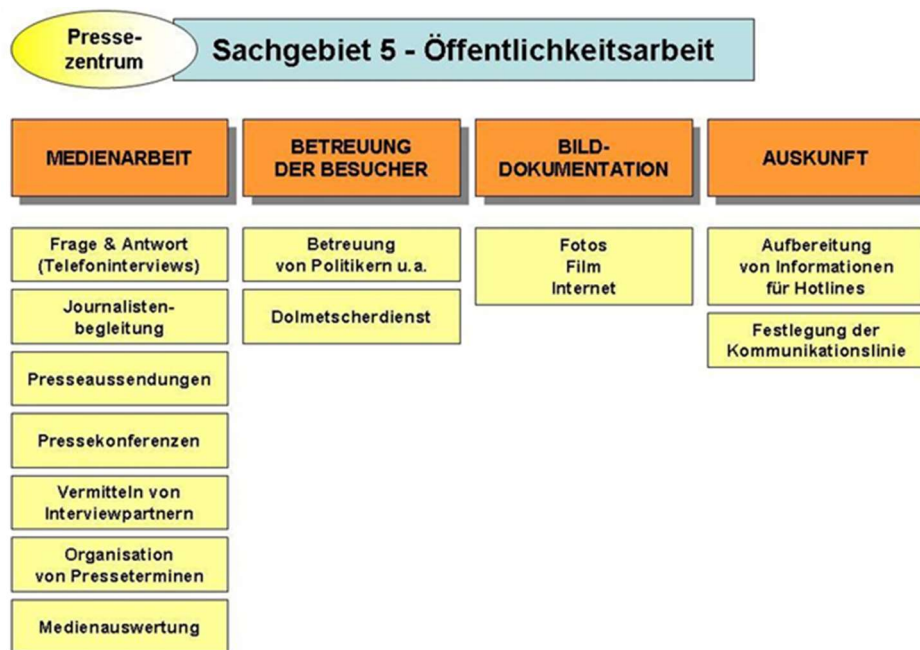 Presse-
zentrum
Sachgebiet 5 - Öffentlichkeitsarbeit
MEDIENARBEIT
Frage & Antwort
(Telefoninterviews)
Journalisten-
begleitung
Presseaussendungen
Pressekonferenzen
Vermitteln von
Interviewpartnern
Organisation
von Presseterminen
Medienauswertung
BETREUUNG
DER BESUCHER
Betreuung
von Politikern u.a.
Dolmetscherdienst
BILD-
DOKUMENTATION
Fotos
Film
Internet
AUSKUNFT
Aufbereitung
von Informationen
für Hotlines
Festlegung der
Kommunikationslinie